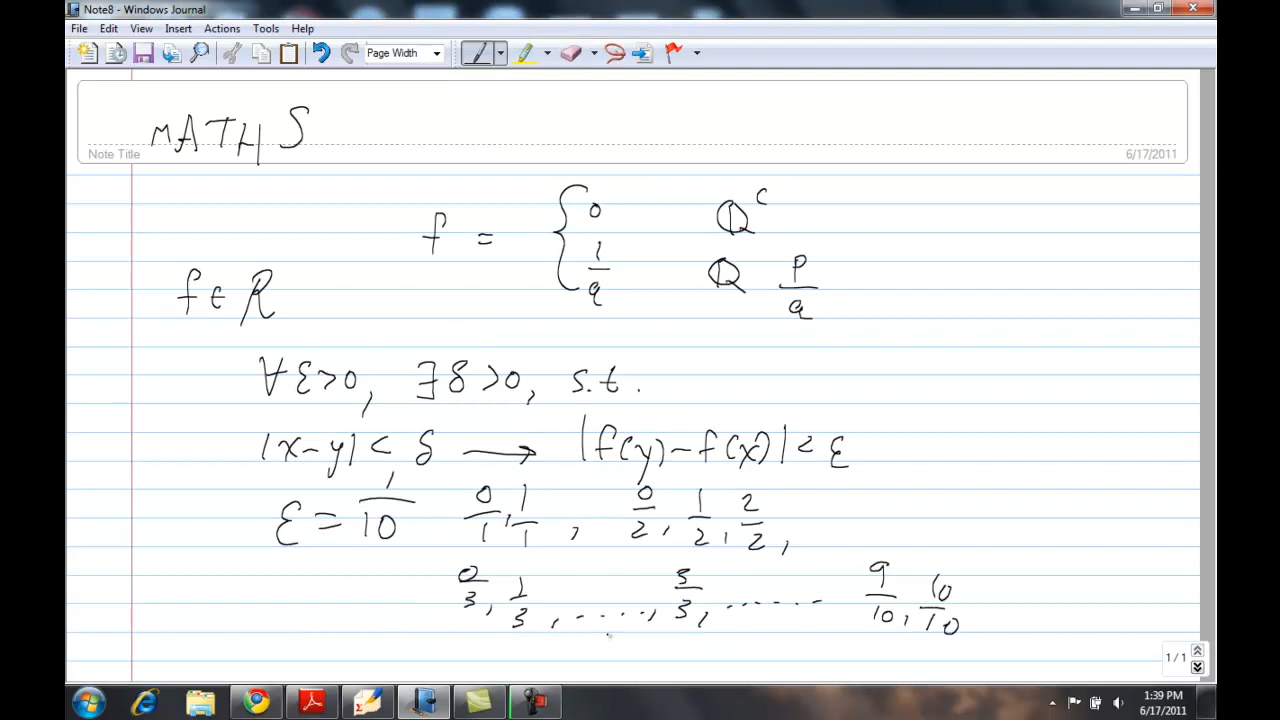 Note8 - Windows Journal
File Edit View Insert Actions Tools Help
Page Width
MATH S
Note Title 6/17/2011
f = { 0 ℚ^c
1/q ℚ p/q
f ∈ R
∀ε>0, ∃δ>0, s.t.
|x-y| < δ → |f(y)-f(x)| < ε
ε = 1/10 0/1, 1/1, 0/2, 1/2, 2/2,
0/3, 1/3, ....., 3/3, ....... 9/10, 10/10
1/1
1:39 PM
6/17/2011